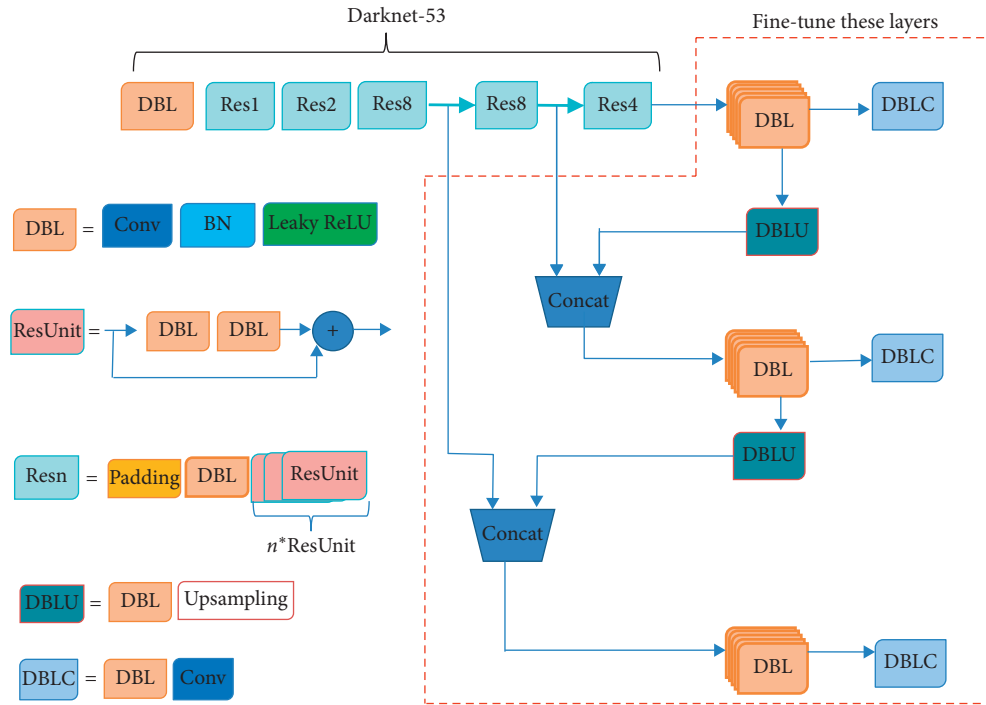 Darknet-53
Fine-tune these layers
DBL Res1 Res2 Res8 Res8 Res4 DBL DBLC
DBL = Conv BN Leaky ReLU
DBLU
Concat
ResUnit = DBL DBL +
DBL DBLC
DBLU
Resn = Padding DBL ResUnit
n*ResUnit
Concat
DBLU = DBL Upsampling
DBL DBLC
DBLC = DBL Conv